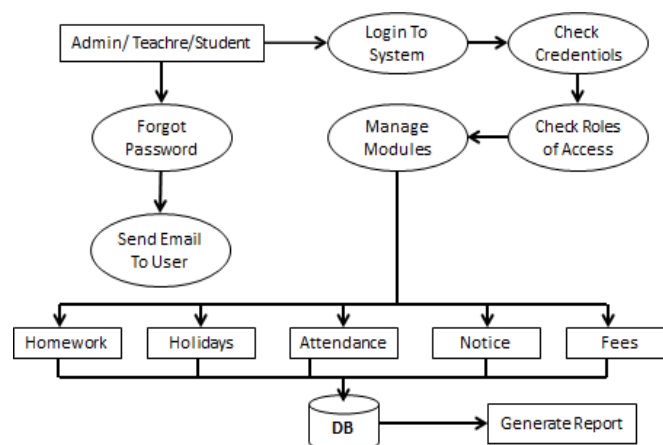 Admin/ Teachre/Student
Login To
System
Check
Credentiols
Forgot
Password
Manage
Modules
Check Roles
of Access
Send Email
To User
Homework
Holidays
Attendance
Notice
Fees
DB
Generate Report